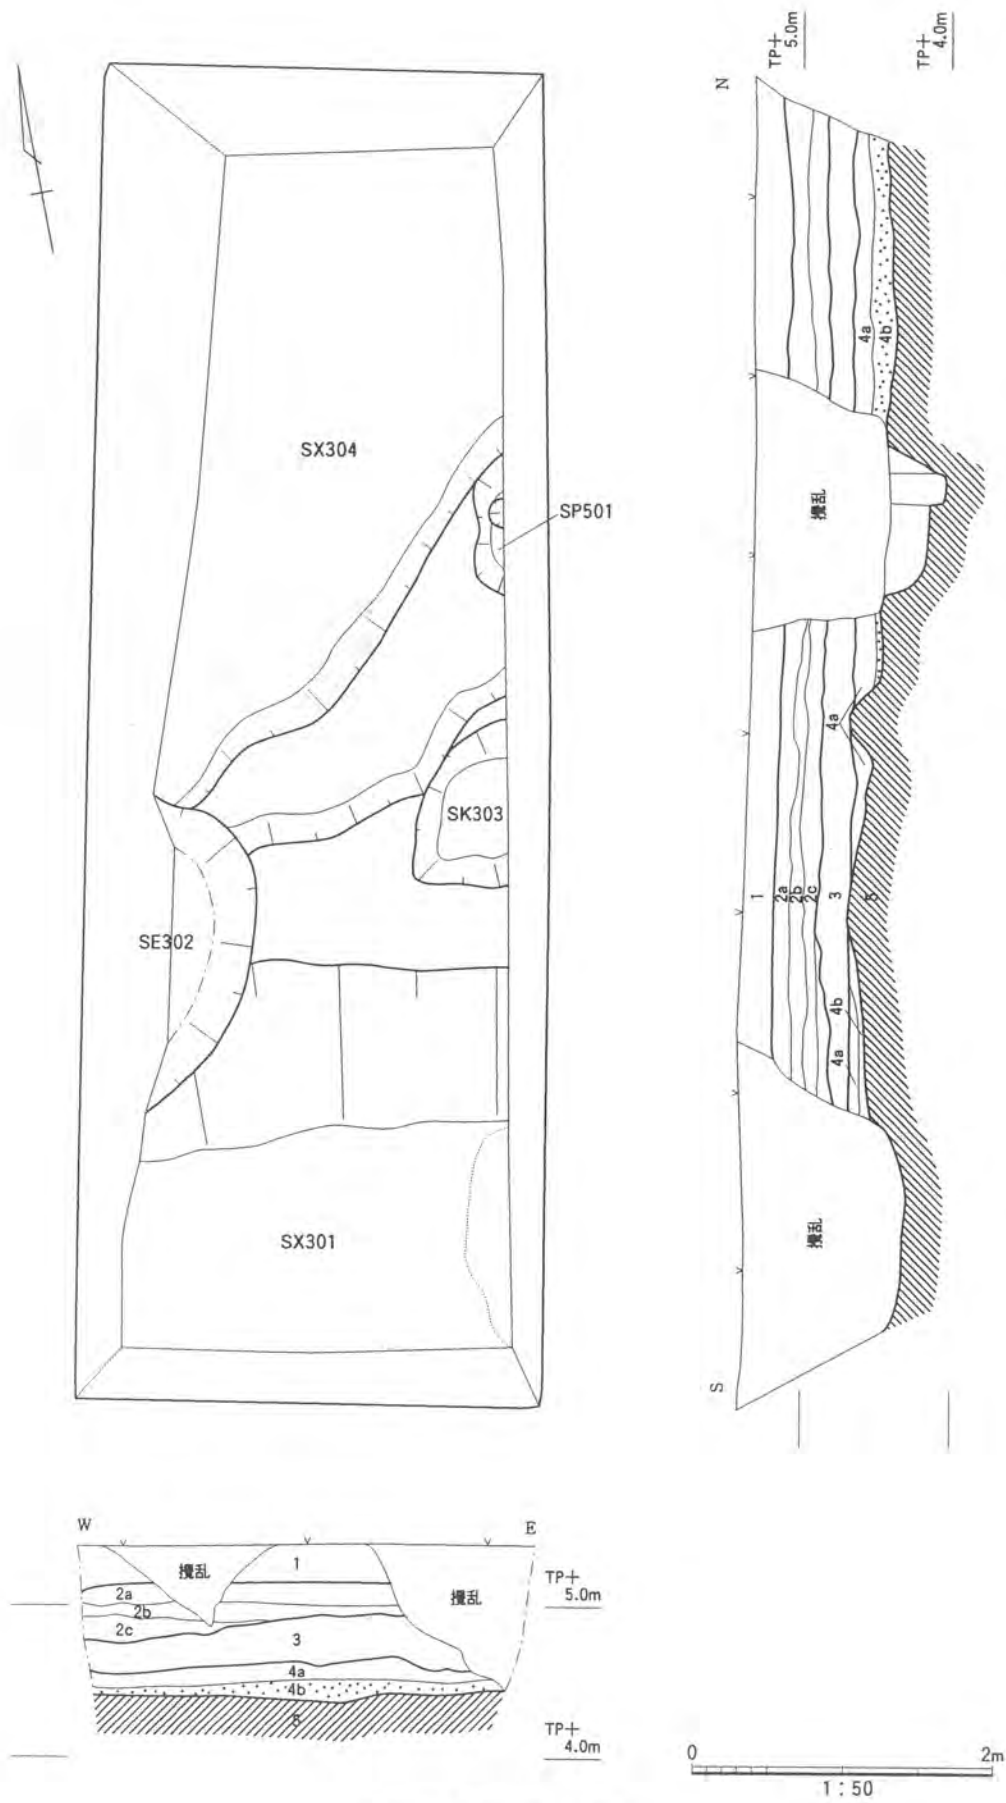 TP+
5.0m
TP+
4.0m
N
SX304
SP501
4a
4b
攪乱
4a
SK303
1
2a
2b
2c
3
5
SE302
4b
4a
SX301
攪乱
S
W
E
攪乱
1
2a
2b
2c
3
攪乱
4a
4b
5
TP+
5.0m
TP+
4.0m
0
2m
1:50